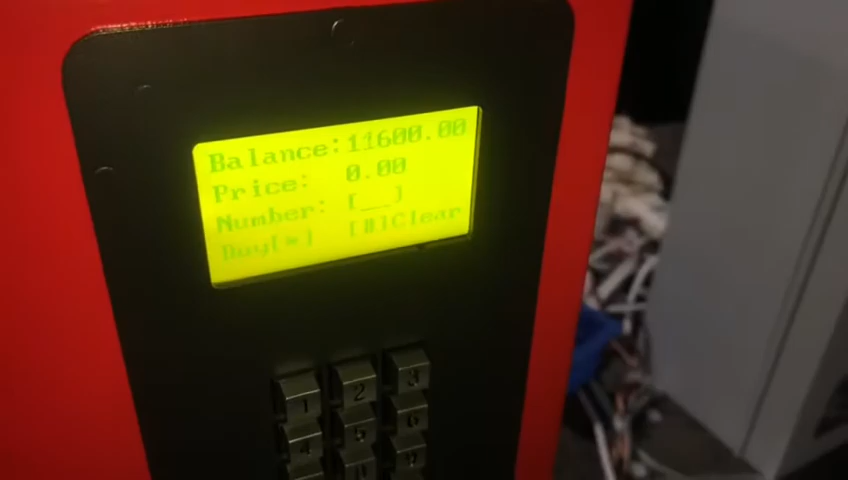 Balance:11600.00
Price: 0.00
Number: [__]
Buy[*] [#]Clear
1 2 3
4 5 6